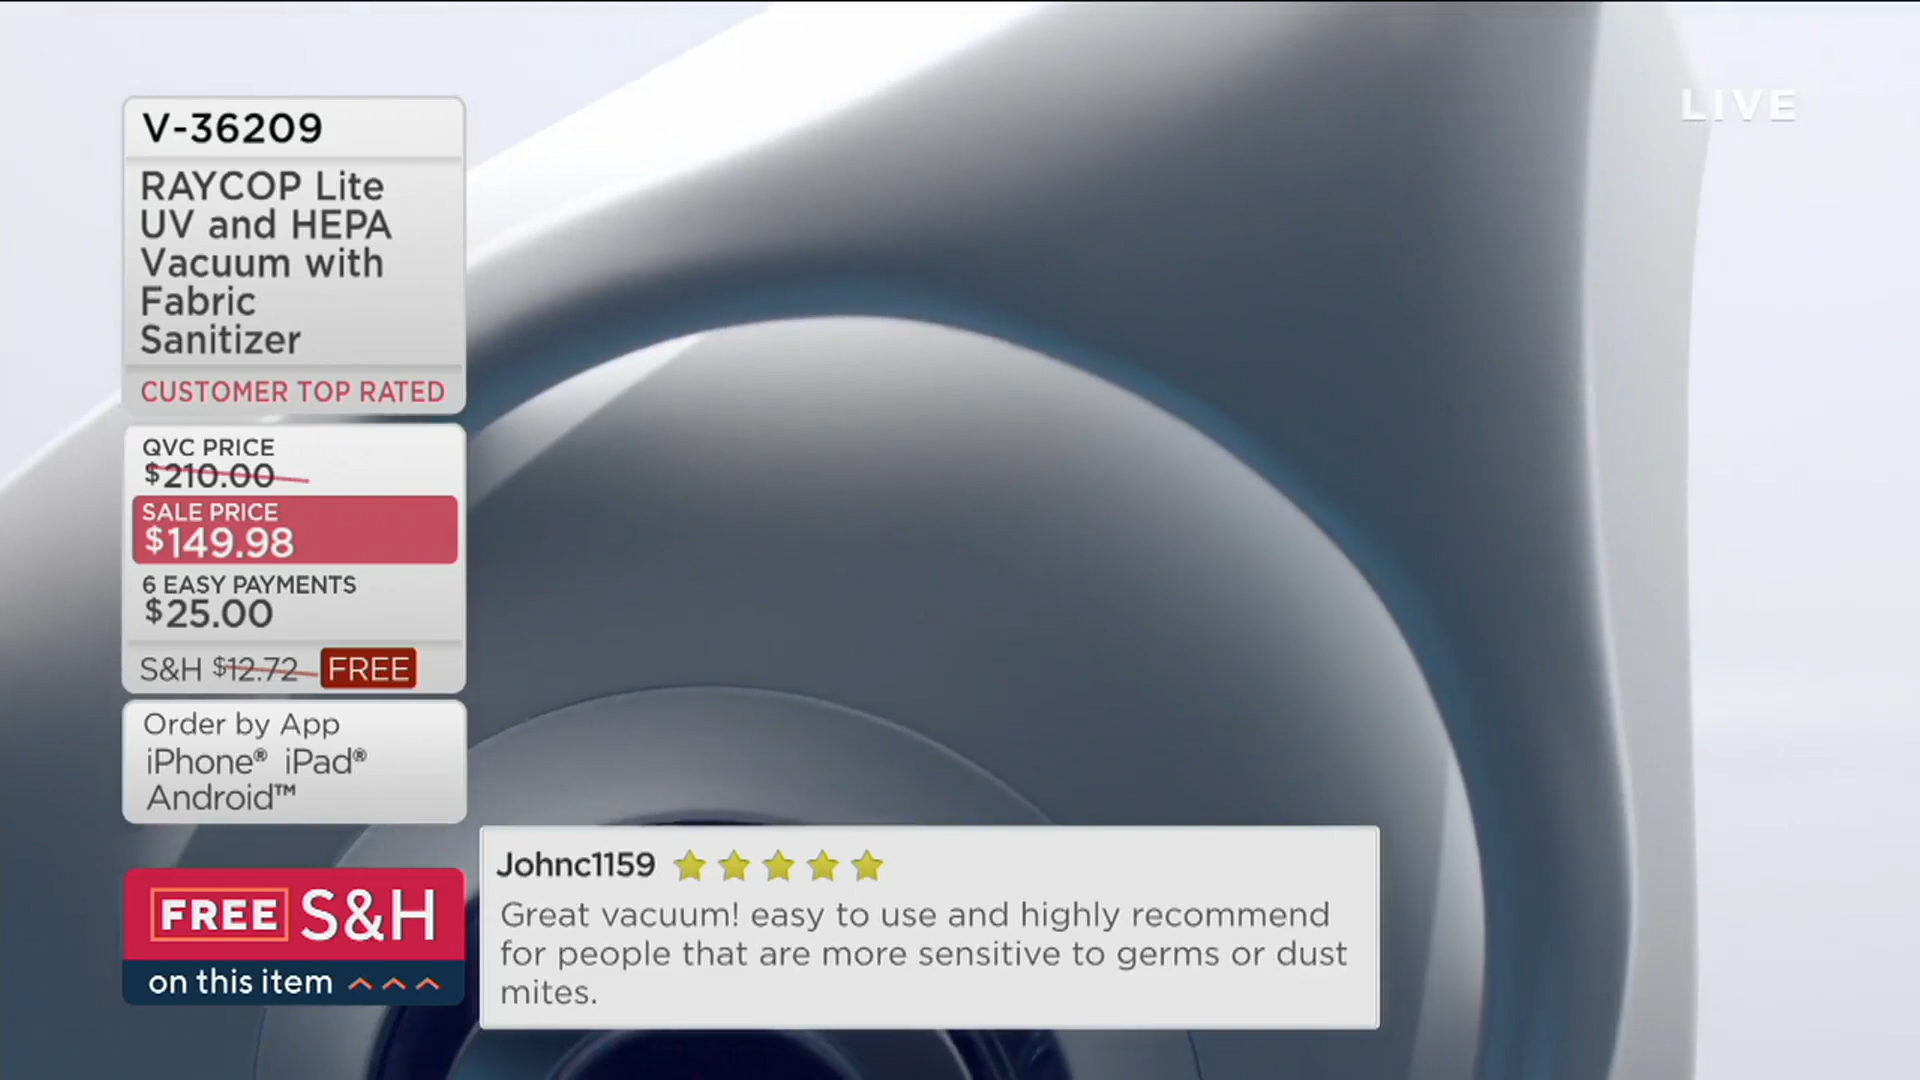 LIVE
V-36209
RAYCOP Lite
UV and HEPA
Vacuum with
Fabric
Sanitizer
CUSTOMER TOP RATED
QVC PRICE
$210.00
SALE PRICE
$149.98
6 EASY PAYMENTS
$25.00
S&H $12.72 FREE
Order by App
iPhone® iPad®
Android™
FREE S&H
on this item
Johnc1159
Great vacuum! easy to use and highly recommend
for people that are more sensitive to germs or dust
mites.